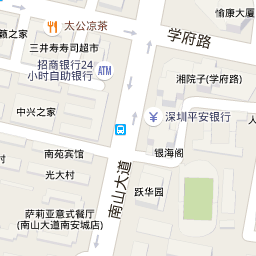 愉康大厦
太公凉茶
学府路
籁之家
三井寿寿司超市
招商银行24
小时自助银行
ATM
湘院子(学府路)
中兴之家
¥ 深圳平安银行
南苑宾馆
银海阁
光大村
南山大道
跃华园
萨莉亚意式餐厅
(南山大道南安城店)